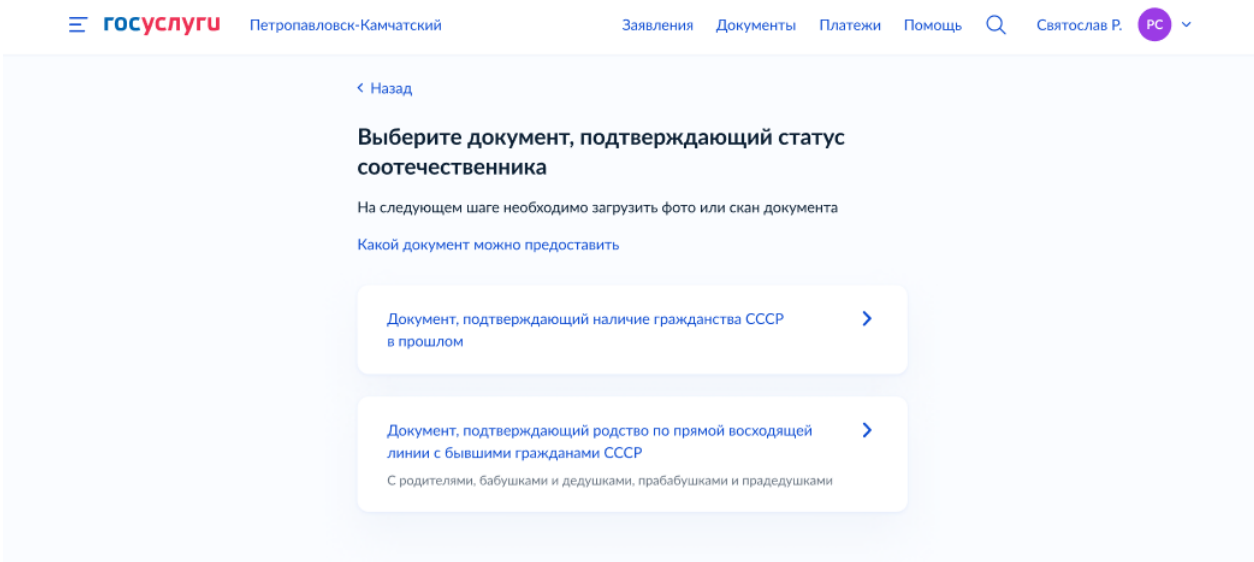 госуслуги Петропавловск-Камчатский Заявления Документы Платежи Помощь Святослав Р. РС
Назад
Выберите документ, подтверждающий статус
соотечественника
На следующем шаге необходимо загрузить фото или скан документа
Какой документ можно предоставить
Документ, подтверждающий наличие гражданства СССР
в прошлом
Документ, подтверждающий родство по прямой восходящей
линии с бывшими гражданами СССР
С родителями, бабушками и дедушками, прабабушками и прадедушками